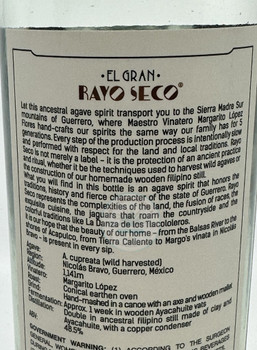 ·EL GRAN·
RAYO SECO®
Let this ancestral agave spirit transport you to the Sierra Madre Sur
mountains of Guerrero, where Maestro Vinatero Margarito López
Flores hand-crafts our spirits the same way our family has for 5
generations. Every step of the production process is intentionally slow
and performed with respect for the land and local traditions. Rayo
Seco is not merely a label – it is the protection of an ancient practice
and ritual, whether it be the techniques used to harvest wild agaves or
the construction of our homemade wooden filipino still.
What you will find in this bottle is an agave spirit that honors the
traditions, history and fierce character of the state of Guerrero. Rayo
Seco represents the complexities of the land, the fusion of races, the
exquisite cuisine, the jaguars that roam the countryside and the
colorful traditions like La Danza de los Tlacololeros.
hope that the beauty of our home – from the Balsas River to the
shores of Acapulco, from Tierra Caliente to Margo's vinata in Nicolás
– is present in every sip.
Agave: A. cupreata (wild harvested)
Nicolás Bravo, Guerrero, México
1,141m
Margarito López
Conical earthen oven
Hand-mashed in a canoe with an axe and wooden mallet
Approx. 1 week in wooden Ayacahuite vats
Double in ancestral filipino still made of clay and
Ayacahuite, with a copper condenser
ABV: 48.5%
GOVERNMENT WARNING: (1) ACCORDING TO THE SURGEON
GENERAL, WOMEN BEVERAGES